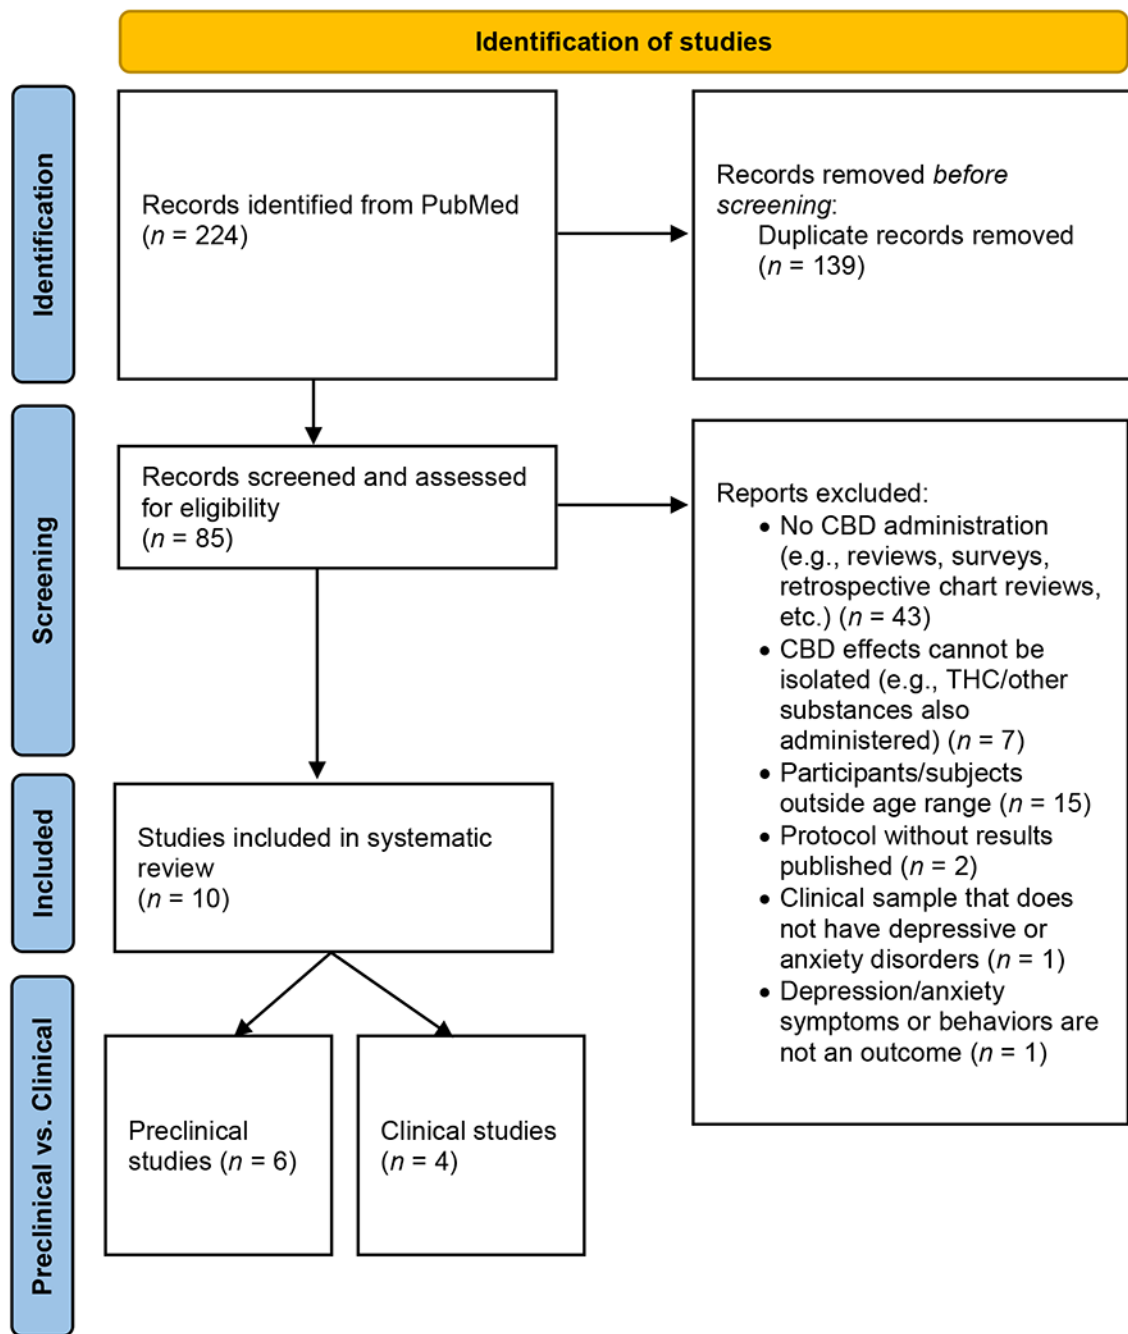 Identification of studies
Identification
Records identified from PubMed
(n = 224)
Records removed before
screening:
Duplicate records removed
(n = 139)
Screening
Records screened and assessed
for eligibility
(n = 85)
Reports excluded:
• No CBD administration
(e.g., reviews, surveys,
retrospective chart reviews,
etc.) (n = 43)
• CBD effects cannot be
isolated (e.g., THC/other
substances also
administered) (n = 7)
• Participants/subjects
outside age range (n = 15)
• Protocol without results
published (n = 2)
• Clinical sample that does
not have depressive or
anxiety disorders (n = 1)
• Depression/anxiety
symptoms or behaviors are
not an outcome (n = 1)
Included
Studies included in systematic
review
(n = 10)
Preclinical vs. Clinical
Preclinical
studies (n = 6)
Clinical studies
(n = 4)